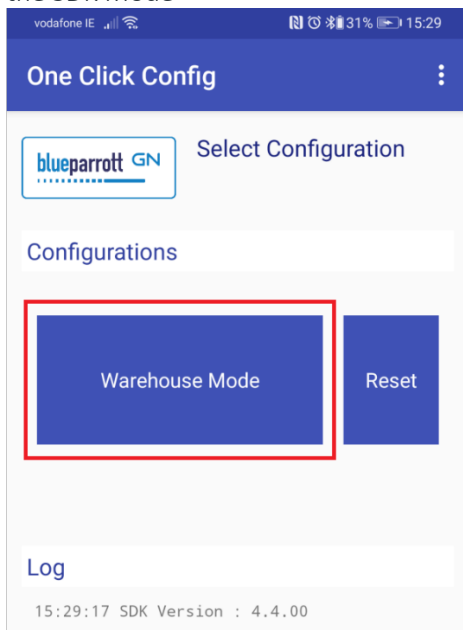 vodafone IE 31% 15:29
One Click Config
blueparrott GN
Select Configuration
Configurations
Warehouse Mode
Reset
Log
15:29:17 SDK Version : 4.4.00